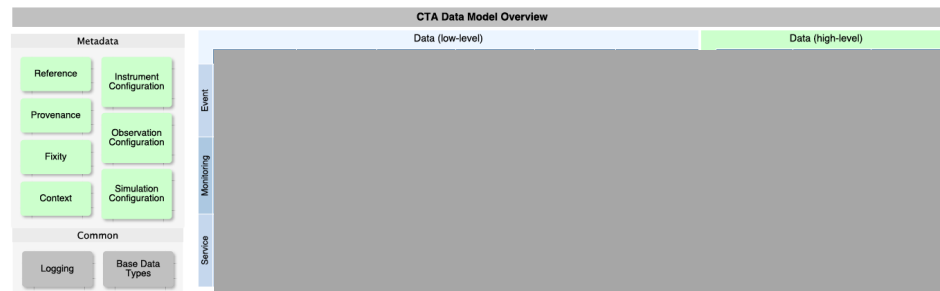 CTA Data Model Overview
Metadata
Data (low-level)
Data (high-level)
Reference
Instrument
Configuration
Provenance
Observation
Configuration
Fixity
Simulation
Configuration
Context
Common
Logging
Base Data
Types
Event
Monitoring
Service